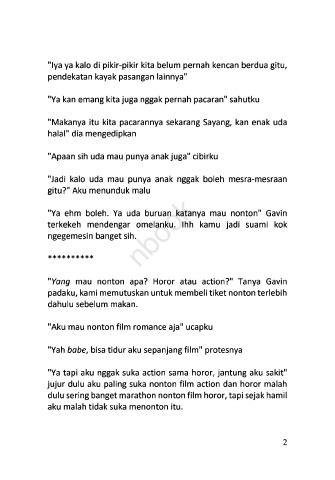 "Iya ya kalo di pikir-pikir kita belum pernah kencan berdua gitu,
pendekatan kayak pasangan lainnya"
"Ya kan emang kita juga nggak pernah pacaran" sahutku
"Makanya itu kita pacarannya sekarang Sayang, kan enak uda
halal" dia mengedipkan
"Apaan sih uda mau punya anak juga" cibirku
"Jadi kalo uda mau punya anak nggak boleh mesra-mesraan
gitu?" Aku menunduk malu
"Ya ehm boleh. Ya uda buruan katanya mau nonton" Gavin
terkekeh mendengar omelanku. Ihh kamu jadi suami kok
ngegemesin banget sih.
**********
"Yang mau nonton apa? Horor atau action?" Tanya Gavin
padaku, kami memutuskan untuk membeli tiket nonton terlebih
dahulu sebelum makan.
"Aku mau nonton film romance aja" ucapku
"Yah babe, bisa tidur aku sepanjang film" protesnya
"Ya tapi aku nggak suka action sama horor, jantung aku sakit"
jujur dulu aku paling suka nonton film action dan horor malah
dulu sering banget marathon nonton film horor, tapi sejak hamil
aku malah tidak suka menonton itu.
2